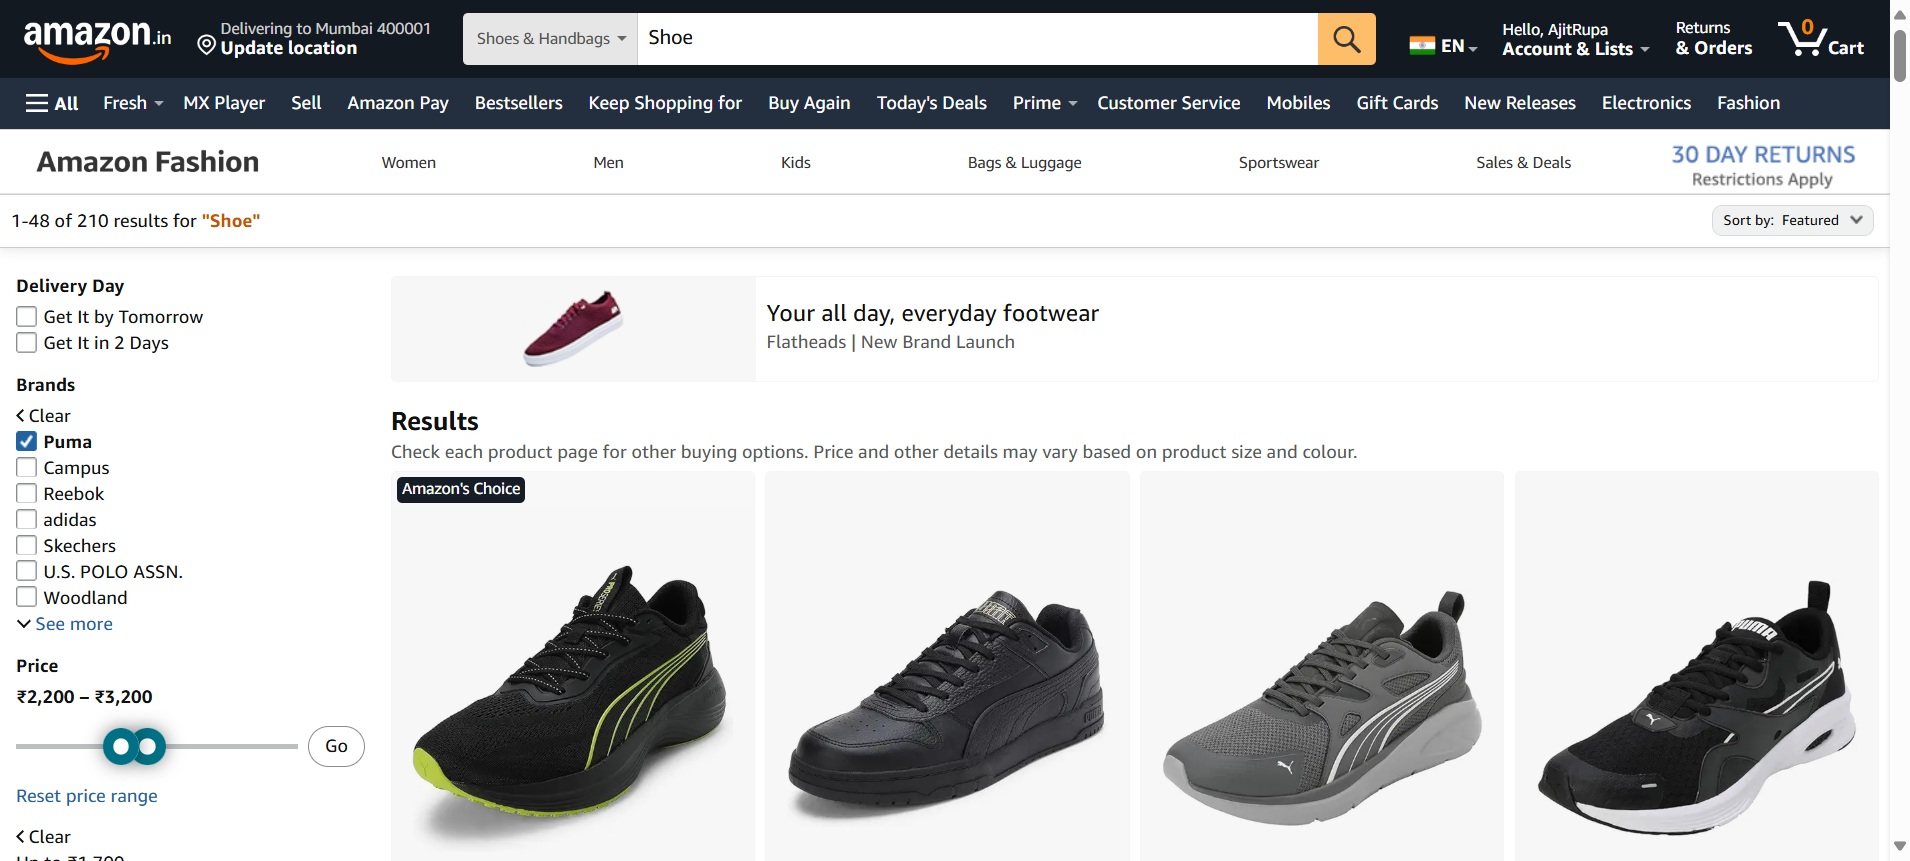 amazon.in
Delivering to Mumbai 400001
Update location
Shoes & Handbags
Shoe
EN
Hello, AjitRupa
Account & Lists
Returns
& Orders
0
Cart
All
Fresh
MX Player
Sell
Amazon Pay
Bestsellers
Keep Shopping for
Buy Again
Today's Deals
Prime
Customer Service
Mobiles
Gift Cards
New Releases
Electronics
Fashion
Amazon Fashion
Women
Men
Kids
Bags & Luggage
Sportswear
Sales & Deals
30 DAY RETURNS
Restrictions Apply
1-48 of 210 results for "Shoe"
Sort by: Featured
Delivery Day
Get It by Tomorrow
Get It in 2 Days
Brands
Clear
Puma
Campus
Reebok
adidas
Skechers
U.S. POLO ASSN.
Woodland
See more
Price
₹2,200 – ₹3,200
Go
Reset price range
Clear
Up to ₹1,700
Your all day, everyday footwear
Flatheads | New Brand Launch
Results
Check each product page for other buying options. Price and other details may vary based on product size and colour.
Amazon's Choice
PUMA